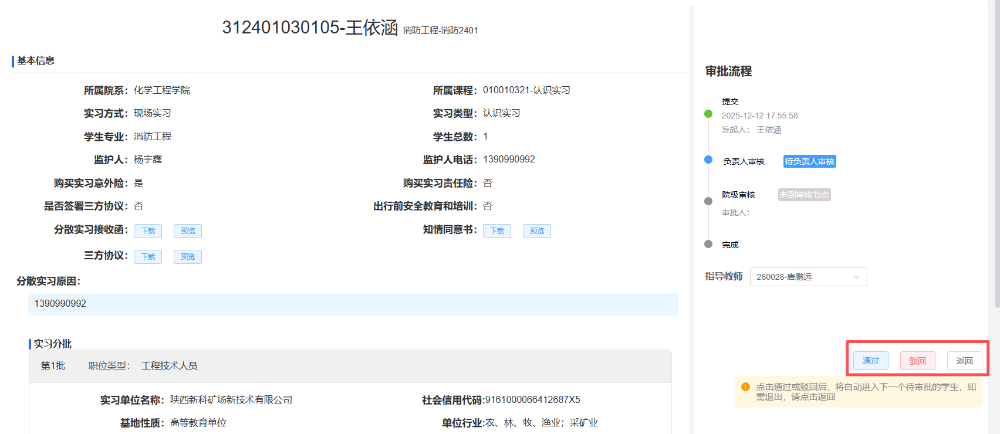 312401030105-王依涵 消防工程-消防2401
基本信息
所属院系： 化学工程学院
所属课程： 010010321-认识实习
实习方式： 现场实习
实习类型： 认识实习
学生专业： 消防工程
学生总数： 1
监护人： 杨宇霆
监护人电话： 1390990992
购买实习意外险： 是
购买实习责任险： 否
是否签署三方协议： 否
出行前安全教育和培训： 否
分散实习接收函： 下载 预览
知情同意书： 下载 预览
三方协议： 下载 预览
分散实习原因：
1390990992
实习分批
第1批 职位类型： 工程技术人员
实习单位名称： 陕西新科矿场新技术有限公司
社会信用代码:9161000066412687X5
基地性质： 高等教育单位
单位行业:农、林、牧、渔业；采矿业
审批流程
提交
2025-12-12 17:55:58
发起人： 王依涵
负责人审核 待负责人审核
院级审核 未到审核节点
审批人：
完成
指导教师 260028-唐鹏远
通过 驳回 返回
点击通过或驳回后，将自动进入下一个待审批的学生，如
需退出，请点击返回